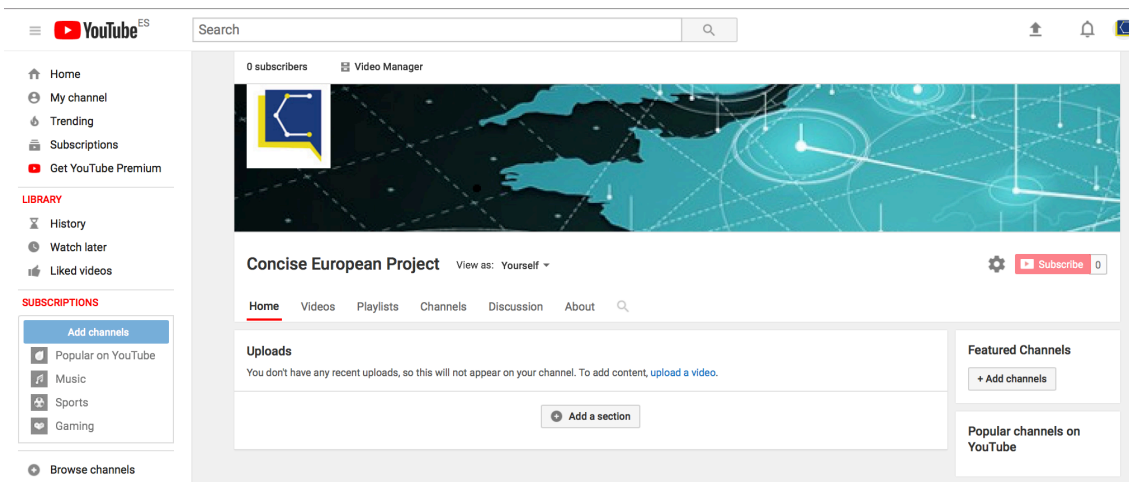 YouTube ES
Search
Home
My channel
Trending
Subscriptions
Get YouTube Premium
LIBRARY
History
Watch later
Liked videos
SUBSCRIPTIONS
Add channels
Popular on YouTube
Music
Sports
Gaming
Browse channels
0 subscribers
Video Manager
Concise European Project
View as: Yourself
Subscribe 0
Home Videos Playlists Channels Discussion About
Uploads
You don't have any recent uploads, so this will not appear on your channel. To add content, upload a video.
Add a section
Featured Channels
+ Add channels
Popular channels on
YouTube